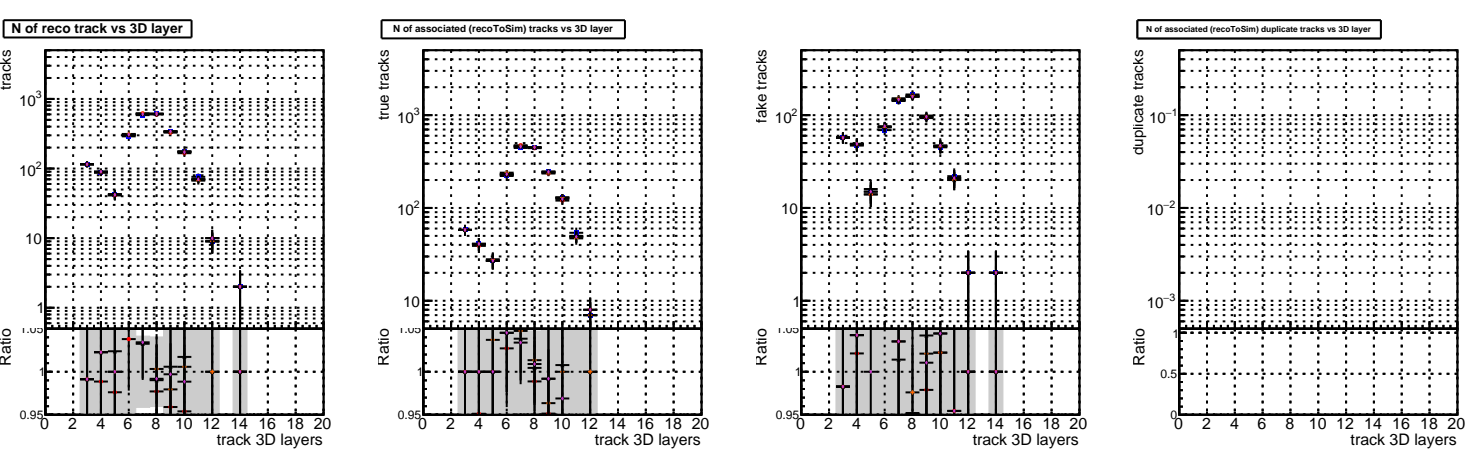 N of reco track vs 3D layer
tracks
10³
10²
10
1
1.05
1
0.95
Ratio
0 2 4 6 8 10 12 14 16 18 20
track 3D layers
N of associated (recoToSim) tracks vs 3D layer
true tracks
10³
10²
10
1
0.95
Ratio
0 2 4 6 8 10 12 14 16 18 20
track 3D layers
fake tracks
10²
10
1
1
0.95
Ratio
0 2 4 6 8 10 12 14 16 18 20
track 3D layers
N of associated (recoToSim) duplicate tracks vs 3D layer
duplicate tracks
10⁻¹
10⁻²
10⁻³
1
0.5
0
Ratio
0 2 4 6 8 10 12 14 16 18 20
track 3D layers